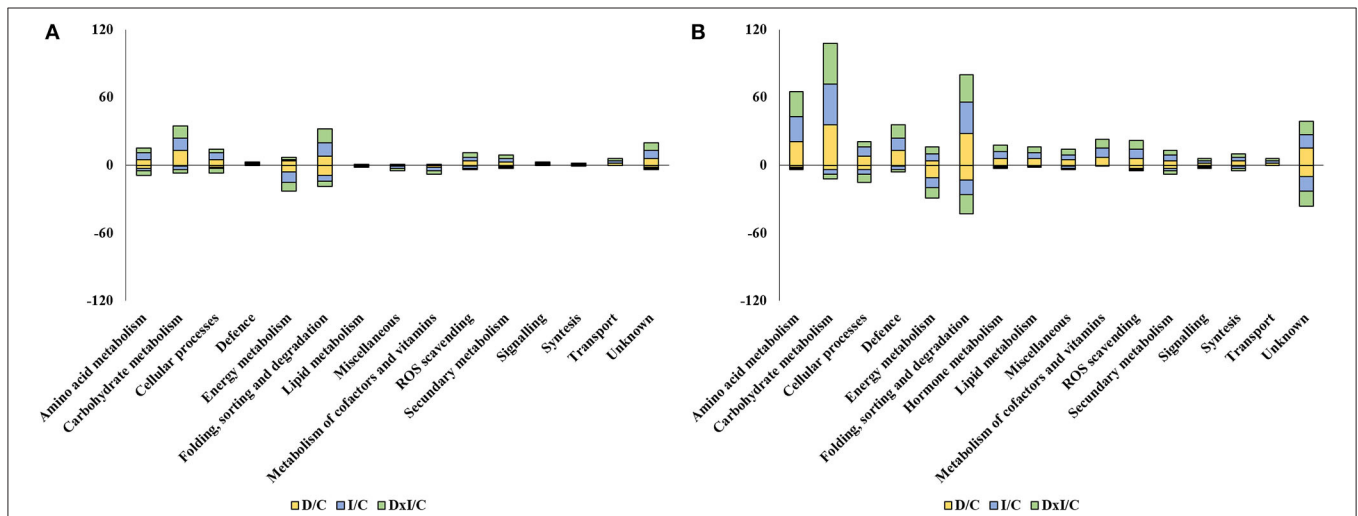 A
120
60
0
-60
-120
Amino acid metabolism
Carbohydrate metabolism
Cellular processes
Defence
Energy metabolism
Folding, sorting and degradation
Lipid metabolism
Miscellaneous
Metabolism of cofactors and vitamins
ROS scavending
Secundary metabolism
Signalling
Syntesis
Transport
Unknown
D/C I/C DxI/C
B
120
60
0
-60
-120
Amino acid metabolism
Carbohydrate metabolism
Cellular processes
Defence
Energy metabolism
Folding, sorting and degradation
Hornone metabolism
Lipid metabolism
Miscellaneous
Metabolism of cofactors and vitamins
ROS scavending
Secundary metabolism
Signalling
Syntesis
Transport
Unknown
D/C I/C DxI/C